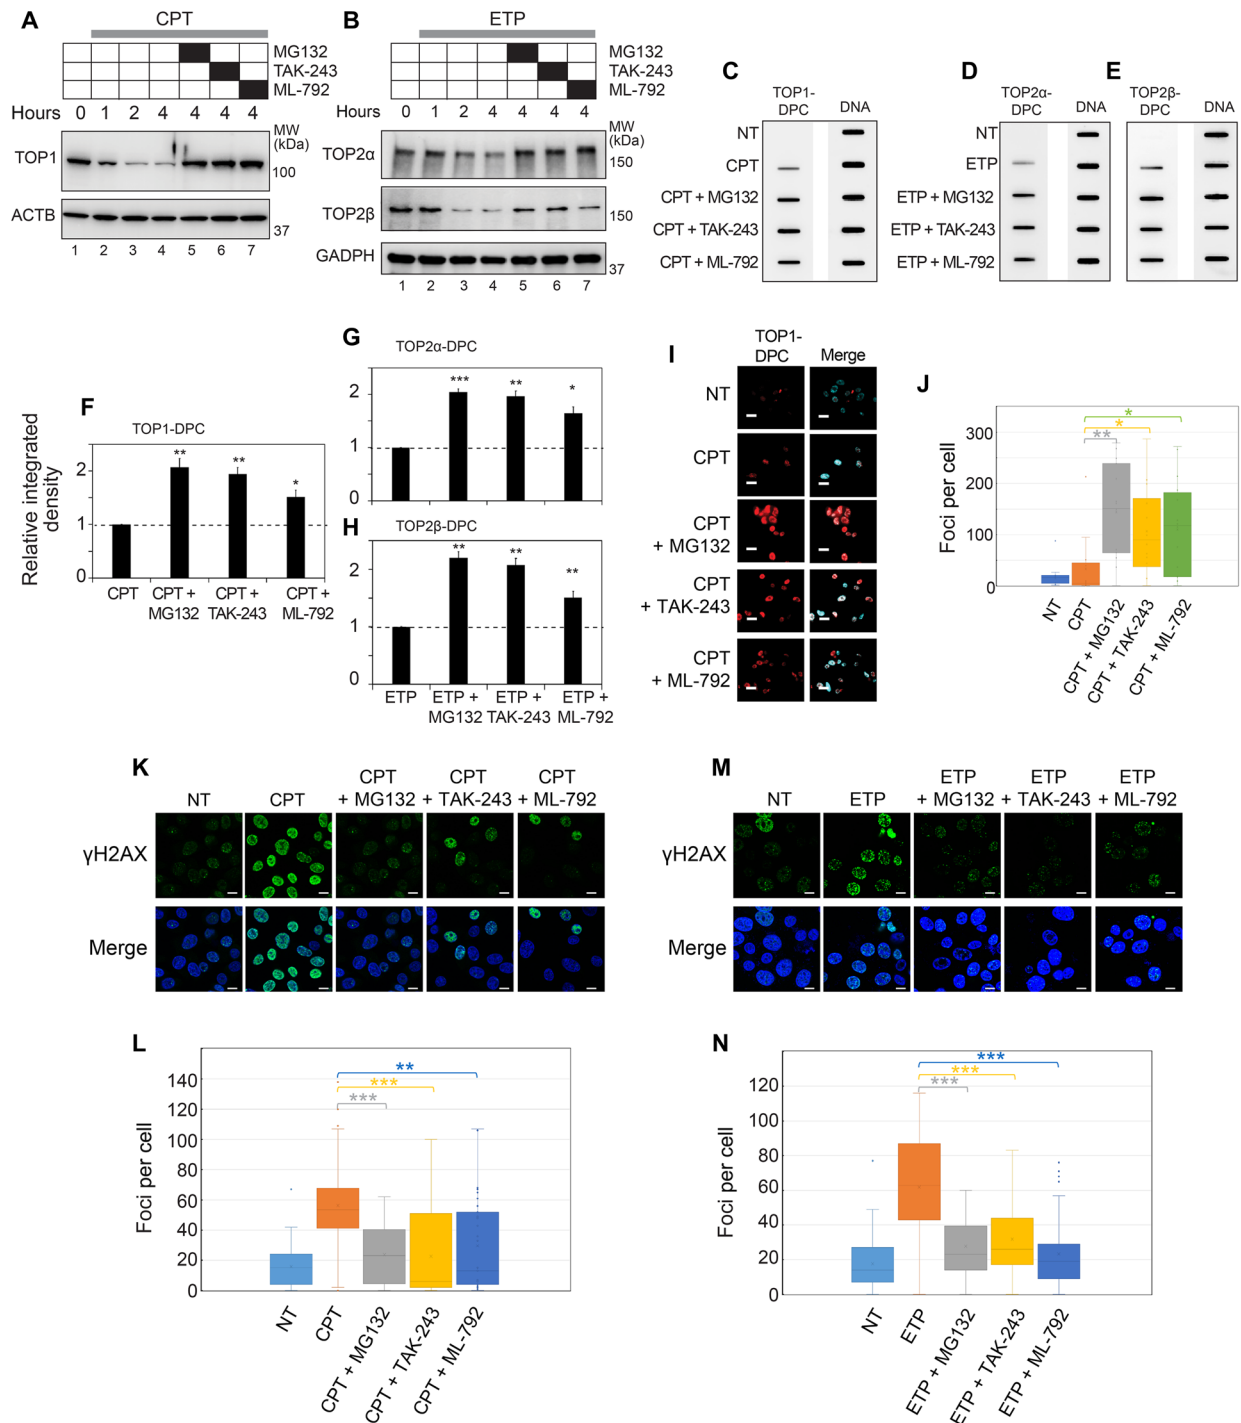 A
CPT
MG132
TAK-243
ML-792
Hours 0 1 2 4 4 4 4
MW
(kDa)
TOP1
100
ACTB
37
1 2 3 4 5 6 7
B
ETP
MG132
TAK-243
ML-792
Hours 0 1 2 4 4 4 4
MW
(kDa)
TOP2α
150
TOP2β
150
GADPH
37
1 2 3 4 5 6 7
C
TOP1-
DPC
DNA
NT
CPT
CPT + MG132
CPT + TAK-243
CPT + ML-792
D
TOP2α-
DPC
DNA
E
TOP2β-
DPC
DNA
NT
ETP
ETP + MG132
ETP + TAK-243
ETP + ML-792
F
TOP1-DPC
Relative integrated
density
2
1
0
** ** *
CPT
CPT +
MG132
CPT +
TAK-243
CPT +
ML-792
G
TOP2α-DPC
2
1
0
*** ** *
H
TOP2β-DPC
2
1
0
** ** **
ETP
ETP +
MG132
ETP +
TAK-243
ETP +
ML-792
I
TOP1-
DPC
Merge
NT
CPT
CPT
+ MG132
CPT
+ TAK-243
CPT
+ ML-792
J
Foci per cell
300
200
100
0
*
*
**
NT
CPT
CPT + MG132
CPT + TAK-243
CPT + ML-792
K
NT
CPT
CPT
+ MG132
CPT
+ TAK-243
CPT
+ ML-792
γH2AX
Merge
M
NT
ETP
ETP
+ MG132
ETP
+ TAK-243
ETP
+ ML-792
γH2AX
Merge
L
Foci per cell
140
120
100
80
60
40
20
0
**
***
***
NT
CPT
CPT + MG132
CPT + TAK-243
CPT + ML-792
N
Foci per cell
120
100
80
60
40
20
0
***
***
***
NT
ETP
ETP + MG132
ETP + TAK-243
ETP + ML-792